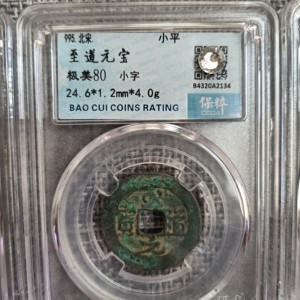 995.北宋 小平
至道元宝
极美80 小字
24.6*1.2mm*4.0g
BAO CUI COINS RATING
84320A2134
保粹